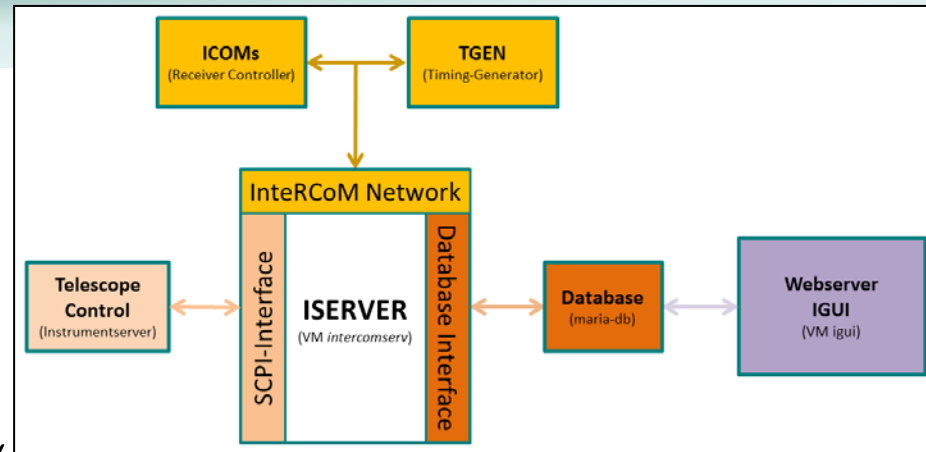 ICOMs
(Receiver Controller)
TGEN
(Timing-Generator)
InteRCoM Network
SCPI-Interface
ISERVER
(VM intercomserv)
Database Interface
Telescope
Control
(Instrumentserver)
Database
(maria-db)
Webserver
IGUI
(VM igui)